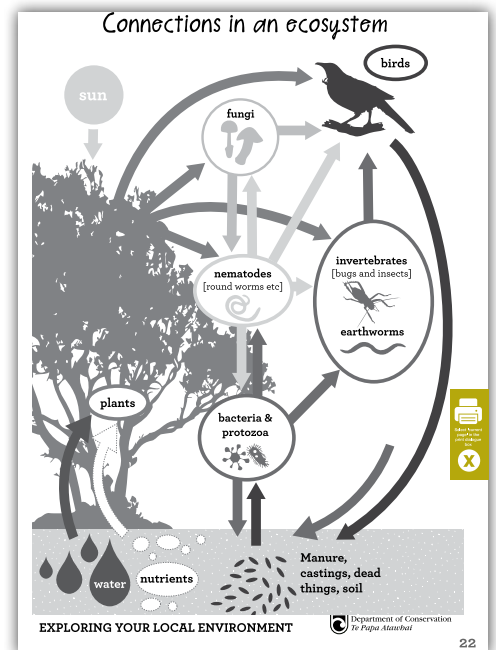 Connections in an ecosystem
sun
birds
fungi
nematodes
[round worms etc]
invertebrates
[bugs and insects]
earthworms
plants
bacteria &
protozoa
water
nutrients
Manure,
castings, dead
things, soil
X
EXPLORING YOUR LOCAL ENVIRONMENT
Department of Conservation
Te Papa Atawhai
22